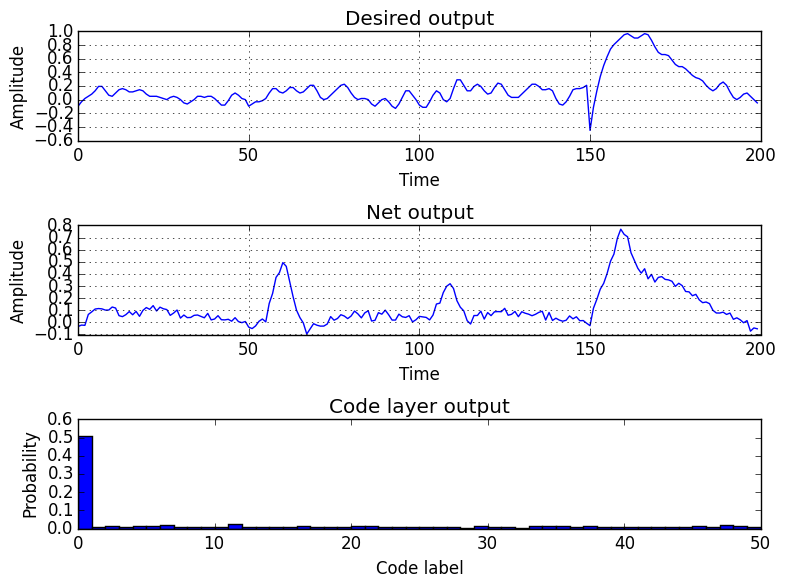 Desired output
1.0
0.8
0.6
0.4
0.2
0.0
−0.2
−0.4
−0.6
Amplitude
0 50 100 150 200
Time
Net output
0.8
0.7
0.6
0.5
0.4
0.3
0.2
0.1
0.0
−0.1
Amplitude
0 50 100 150 200
Time
Code layer output
0.6
0.5
0.4
0.3
0.2
0.1
0.0
Probability
0 10 20 30 40 50
Code label